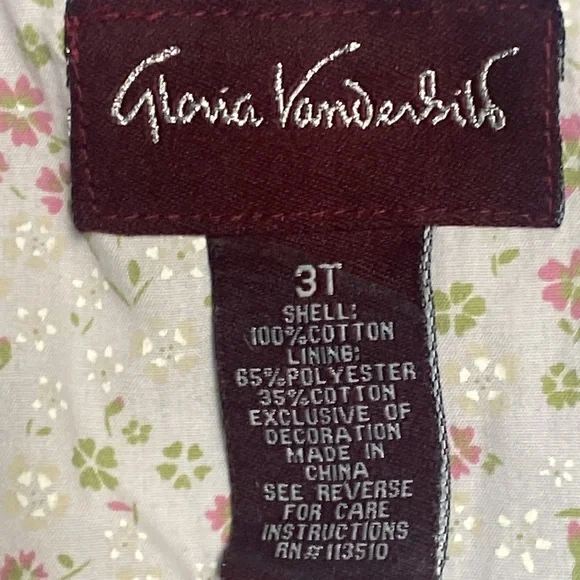 Gloria Vanderbilt
3T
SHELL:
100%COTTON
LINING:
65%POLYESTER
35%COTTON
EXCLUSIVE OF
DECORATION
MADE IN
CHINA
SEE REVERSE
FOR CARE
INSTRUCTIONS
RN# 113510